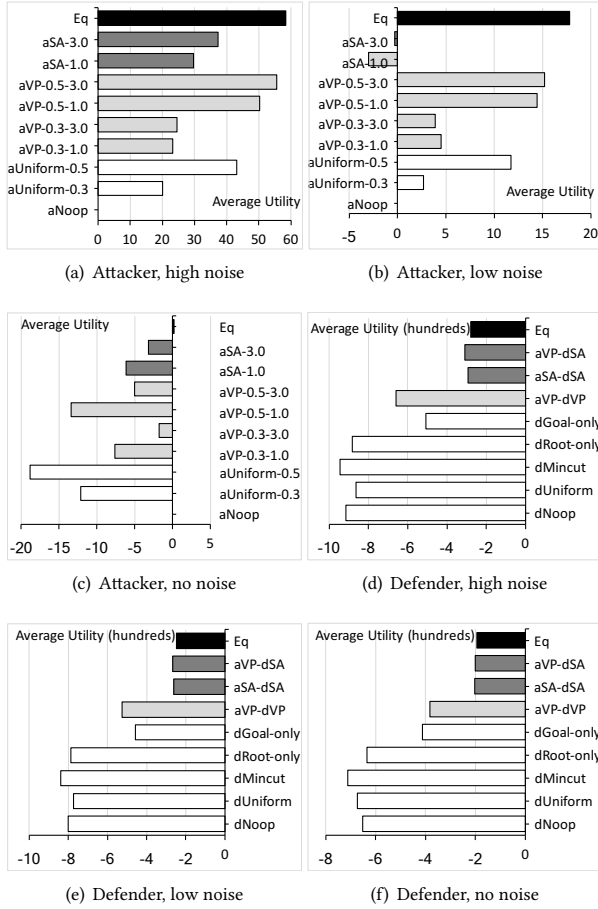 Eq
aSA-3.0
aSA-1.0
aVP-0.5-3.0
aVP-0.5-1.0
aVP-0.3-3.0
aVP-0.3-1.0
aUniform-0.5
aUniform-0.3
Average Utility
aNoop
0 10 20 30 40 50 60
(a) Attacker, high noise
Eq
aSA-3.0
aSA-1.0
aVP-0.5-3.0
aVP-0.5-1.0
aVP-0.3-3.0
aVP-0.3-1.0
aUniform-0.5
aUniform-0.3
Average Utility
aNoop
-5 0 5 10 15 20
(b) Attacker, low noise
Average Utility
Eq
aSA-3.0
aSA-1.0
aVP-0.5-3.0
aVP-0.5-1.0
aVP-0.3-3.0
aVP-0.3-1.0
aUniform-0.5
aUniform-0.3
aNoop
-20 -15 -10 -5 0 5
(c) Attacker, no noise
Average Utility (hundreds)
Eq
aVP-dSA
aSA-dSA
aVP-dVP
dGoal-only
dRoot-only
dMincut
dUniform
dNoop
-10 -8 -6 -4 -2 0
(d) Defender, high noise
Average Utility (hundreds)
Eq
aVP-dSA
aSA-dSA
aVP-dVP
dGoal-only
dRoot-only
dMincut
dUniform
dNoop
-10 -8 -6 -4 -2 0
(e) Defender, low noise
Average Utility (hundreds)
Eq
aVP-dSA
aSA-dSA
aVP-dVP
dGoal-only
dRoot-only
dMincut
dUniform
dNoop
-8 -6 -4 -2 0
(f) Defender, no noise